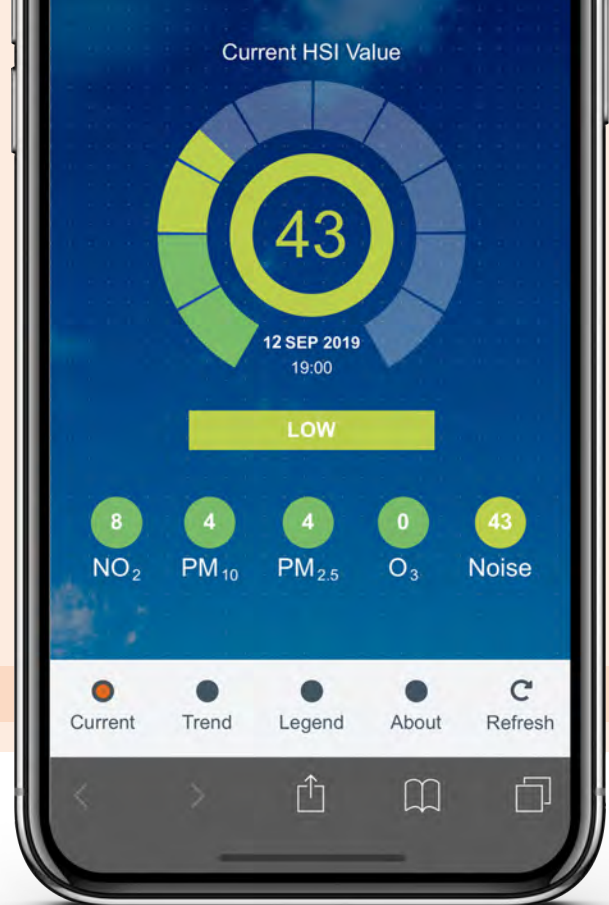 Current HSI Value
43
12 SEP 2019
19:00
LOW
8 4 4 0 43
NO₂ PM₁₀ PM₂.₅ O₃ Noise
Current Trend Legend About Refresh